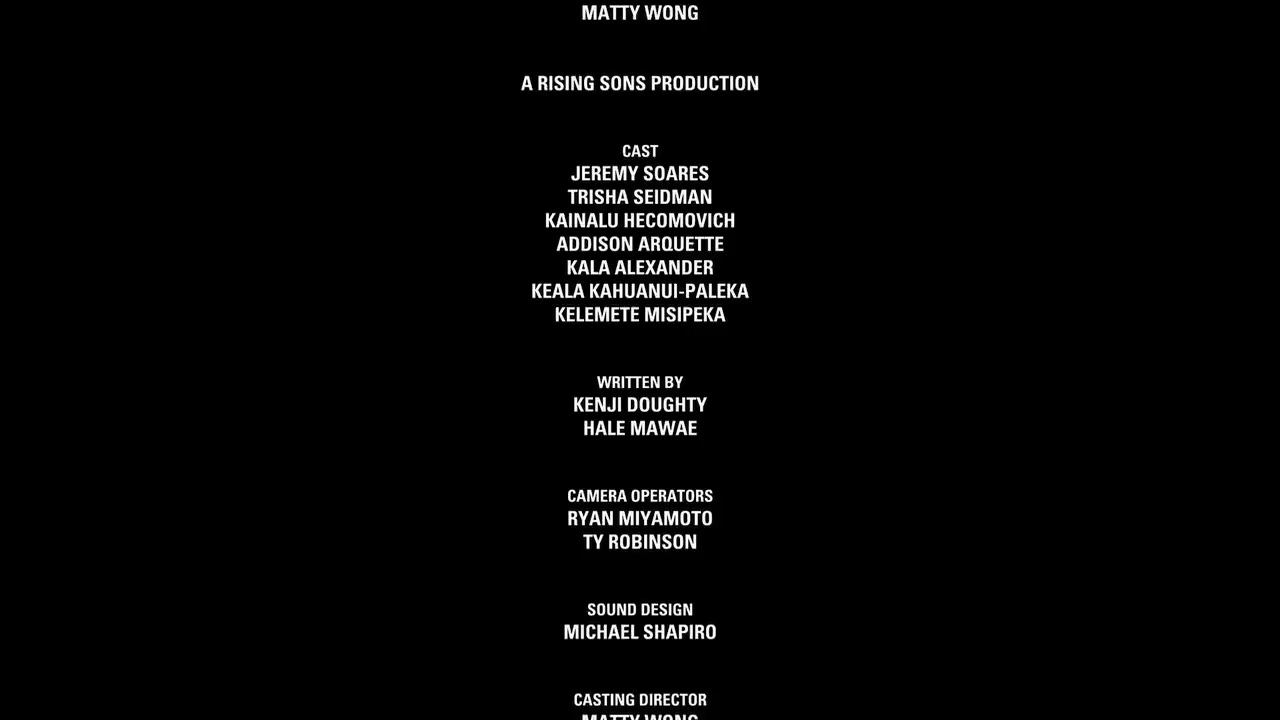 MATTY WONG
A RISING SONS PRODUCTION
CAST
JEREMY SOARES
TRISHA SEIDMAN
KAINALU HECOMOVICH
ADDISON ARQUETTE
KALA ALEXANDER
KEALA KAHUANUI-PALEKA
KELEMETE MISIPEKA
WRITTEN BY
KENJI DOUGHTY
HALE MAWAE
CAMERA OPERATORS
RYAN MIYAMOTO
TY ROBINSON
SOUND DESIGN
MICHAEL SHAPIRO
CASTING DIRECTOR
MATTY WONG